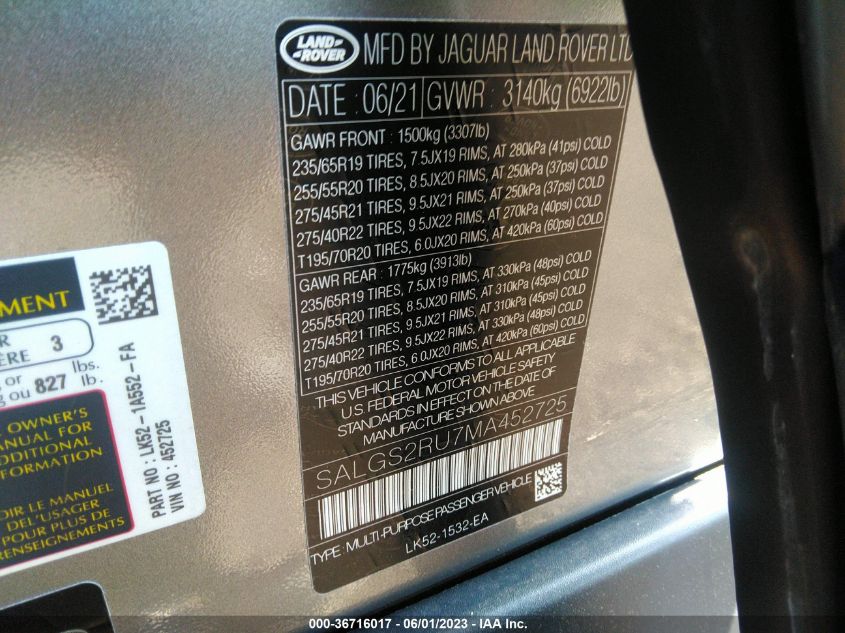 LAND-
ROVER
MFD BY JAGUAR LAND ROVER LTD
DATE :06/21 GVWR : 3140kg (6922lb)
GAWR FRONT : 1500kg (3307lb)
235/65R19 TIRES, 7.5JX19 RIMS, AT 280kPa (41psi) COLD
255/55R20 TIRES, 8.5JX20 RIMS, AT 250kPa (37psi) COLD
275/45R21 TIRES, 9.5JX21 RIMS, AT 250kPa (37psi) COLD
275/40R22 TIRES, 9.5JX22 RIMS, AT 270kPa (40psi) COLD
T195/70R20 TIRES, 6.0JX20 RIMS, AT 420kPa (60psi) COLD
GAWR REAR : 1775kg (3913lb)
235/65R19 TIRES, 7.5JX19 RIMS, AT 330kPa (48psi) COLD
255/55R20 TIRES, 8.5JX20 RIMS, AT 310kPa (45psi) COLD
275/45R21 TIRES, 9.5JX21 RIMS, AT 310kPa (45psi) COLD
275/40R22 TIRES, 9.5JX22 RIMS, AT 330kPa (48psi) COLD
T195/70R20 TIRES, 6.0JX20 RIMS, AT 420kPa (60psi) COLD
THIS VEHICLE CONFORMS TO ALL APPLICABLE
U.S. FEDERAL MOTOR VEHICLE SAFETY
STANDARDS IN EFFECT ON THE DATE OF
MANUFACTURE SHOWN ABOVE.
SALGS2RU7MA452725
TYPE : MULTI-PURPOSE PASSENGER VEHICLE
LK52-1532-EA
EMENT
3
or lbs.
ou 827 lb.
OWNER'S
MANUAL FOR
ADDITIONAL
VOIR LE MANUEL
DE L'USAGER
POUR PLUS DE
RENSEIGNEMENTS
PART NO : LK52-1A552-FA
VIN NO : 452725
000-36716017 - 06/01/2023 - IAA Inc.